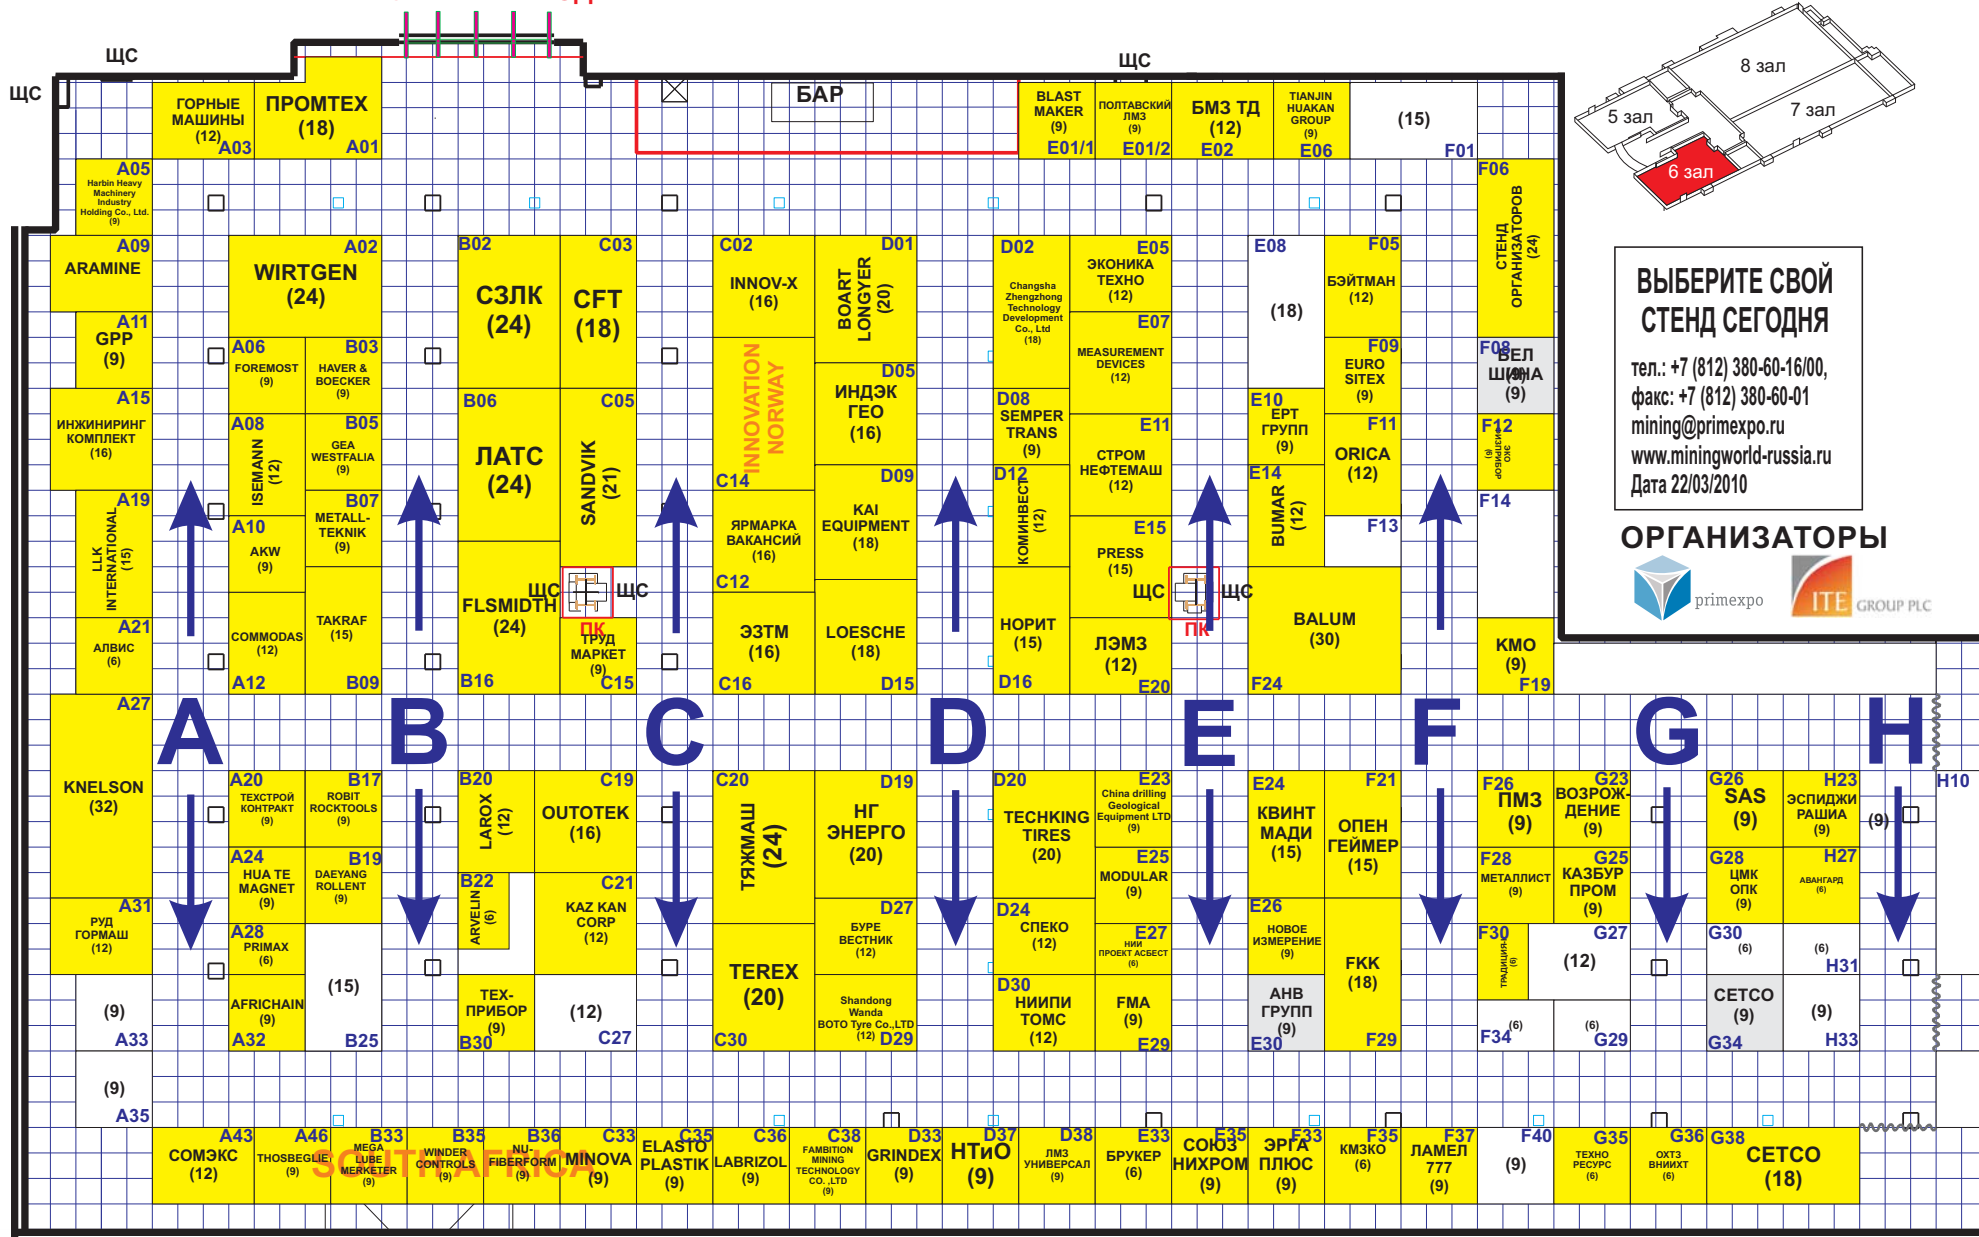 ЩС
ЩС
ЩС
БАР
ГОРНЫЕ
МАШИНЫ
(12)
A03
ПРОМТЕХ
(18)
A01
BLAST
MAKER
(9)
E01/1
ПОЛТАВСКИЙ
ЛМЗ
(9)
E01/2
БМЗ ТД
(12)
E02
TIANJIN
HUAKAN
GROUP
(9)
E06
(15)
F01
8 зал
5 зал
7 зал
6 зал
A05
Harbin Heavy
Machinery
Industry
Holding Co., Ltd.
(9)
A09
ARAMINE
A11
GPP
(9)
A15
ИНЖИНИРИНГ
КОМПЛЕКТ
(16)
A19
LLK
INTERNATIONAL
(15)
A21
АЛВИС
(6)
A27
KNELSON
(32)
A31
РУД
ГОРМАШ
(12)
(9)
A33
(9)
A35
A02
WIRTGEN
(24)
A06
FOREMOST
(9)
B03
HAVER &
BOECKER
(9)
A08
ISEMANN
(12)
B05
GEA
WESTFALIA
(9)
A10
AKW
(9)
B07
METALL-
TEKNIK
(9)
COMMODAS
(12)
A12
TAKRAF
(15)
B09
B02
СЗЛК
(24)
C03
CFT
(18)
B06
ЛАТС
(24)
C05
SANDVIK
(21)
FLSMIDTH
(24)
B16
ЩС
ЩС
ПК
ТРУД
МАРКЕТ
(9)
C15
C02
INNOV-X
(16)
D01
BOART
LONGYER
(20)
INNOVATION
NORWAY
C14
D05
ИНДЭК
ГЕО
(16)
D09
KAI
EQUIPMENT
(18)
ЯРМАРКА
ВАКАНСИЙ
(16)
C12
ЭЗТМ
(16)
C16
LOESCHE
(18)
D15
D02
Changsha
Zhengzhong
Technology
Development
Co., Ltd
(18)
E05
ЭКОНИКА
ТЕХНО
(12)
E07
MEASUREMENT
DEVICES
(12)
D08
SEMPER
TRANS
(9)
E11
СТРОМ
НЕФТЕМАШ
(12)
D12
КОМИНВЕСТ
(12)
E15
PRESS
(15)
НОРИТ
(15)
D16
ЛЭМЗ
(12)
E20
ЩС
ЩС
ПК
E08
(18)
F05
БЭЙТМАН
(12)
F09
EURO
SITEX
(9)
E10
ЕРТ
ГРУПП
(9)
F11
ORICA
(12)
E14
BUMAR
(12)
F13
BALUM
(30)
F24
F06
СТЕНД
ОРГАНИЗАТОРОВ
(24)
F08
БЕЛ
ШИНА
(9)
(9)
F12
ЭКО
ФИЗПРИБОР
(6)
F14
КМО
(9)
F19
ВЫБЕРИТЕ СВОЙ
СТЕНД СЕГОДНЯ
тел.: +7 (812) 380-60-16/00,
факс: +7 (812) 380-60-01
mining@primexpo.ru
www.miningworld-russia.ru
Дата 22/03/2010
ОРГАНИЗАТОРЫ
primexpo
ITE GROUP PLC
A
B
C
D
E
F
G
H
A20
ТЕХСТРОЙ
КОНТРАКТ
(9)
B17
ROBIT
ROCKTOOLS
(9)
A24
HUA TE
MAGNET
(9)
B19
DAEYANG
ROLLENT
(9)
A28
PRIMAX
(6)
AFRICHAIN
(9)
A32
(15)
B25
B20
LAROX
(12)
C19
OUTOTEK
(16)
B22
ARVELIN
(6)
C21
KAZ KAN
CORP
(12)
ТЕХ-
ПРИБОР
(9)
B30
(12)
C27
C20
ТЯЖМАШ
(24)
D19
НГ
ЭНЕРГО
(20)
D27
БУРЕ
ВЕСТНИК
(12)
TEREX
(20)
C30
Shandong
Wanda
BOTO Tyre Co.,LTD
(12)
D29
D20
TECHKING
TIRES
(20)
E23
China drilling
Geological
Equipment LTD
(9)
E25
MODULAR
(9)
D24
СПЕКО
(12)
E27
НИИ
ПРОЕКТ АСБЕСТ
(6)
D30
НИИПИ
ТОМС
(12)
FMA
(9)
E29
E24
КВИНТ
МАДИ
(15)
F21
ОПЕН
ГЕЙМЕР
(15)
E26
НОВОЕ
ИЗМЕРЕНИЕ
(9)
FKK
(18)
F29
АНВ
ГРУПП
(9)
E30
F26
ПМЗ
(9)
G23
ВОЗРОЖ-
ДЕНИЕ
(9)
F28
МЕТАЛЛИСТ
(9)
G25
КАЗБУР
ПРОМ
(9)
F30
(6)
G27
(12)
(6)
F34
(6)
G29
G26
SAS
(9)
H23
ЭСПИДЖИ
РАШИА
(9)
G28
ЦМК
ОПК
(9)
H27
АВАНГАРД
(6)
G30
(6)
(6)
H31
СЕТСО
(9)
G34
(9)
H33
(9)
H10
A43
СОМЭКС
(12)
A46
THOSBEGLIE
(9)
SOUTH AFRICA
B33
MEGA
LUBE
MERKETER
(9)
B35
WINDER
CONTROLS
(9)
B36
NU-
FIBERFORM
(9)
C33
MINOVA
(9)
C35
ELASTO
PLASTIK
(9)
C36
LABRIZOL
(9)
C38
FAMBITION
MINING
TECHNOLOGY
CO. ,LTD
(9)
D33
GRINDEX
(9)
D37
НТиО
(9)
D38
ЛМЗ
УНИВЕРСАЛ
(9)
E33
БРУКЕР
(6)
E35
СОЮЗ
НИХРОМ
(9)
F33
ЭРГА
ПЛЮС
(9)
F35
КМЗКО
(6)
F37
ЛАМЕЛ
777
(9)
F40
(9)
G35
ТЕХНО
РЕСУРС
(6)
G36
ОХТЗ
ВНИИХТ
(6)
G38
СЕТСО
(18)